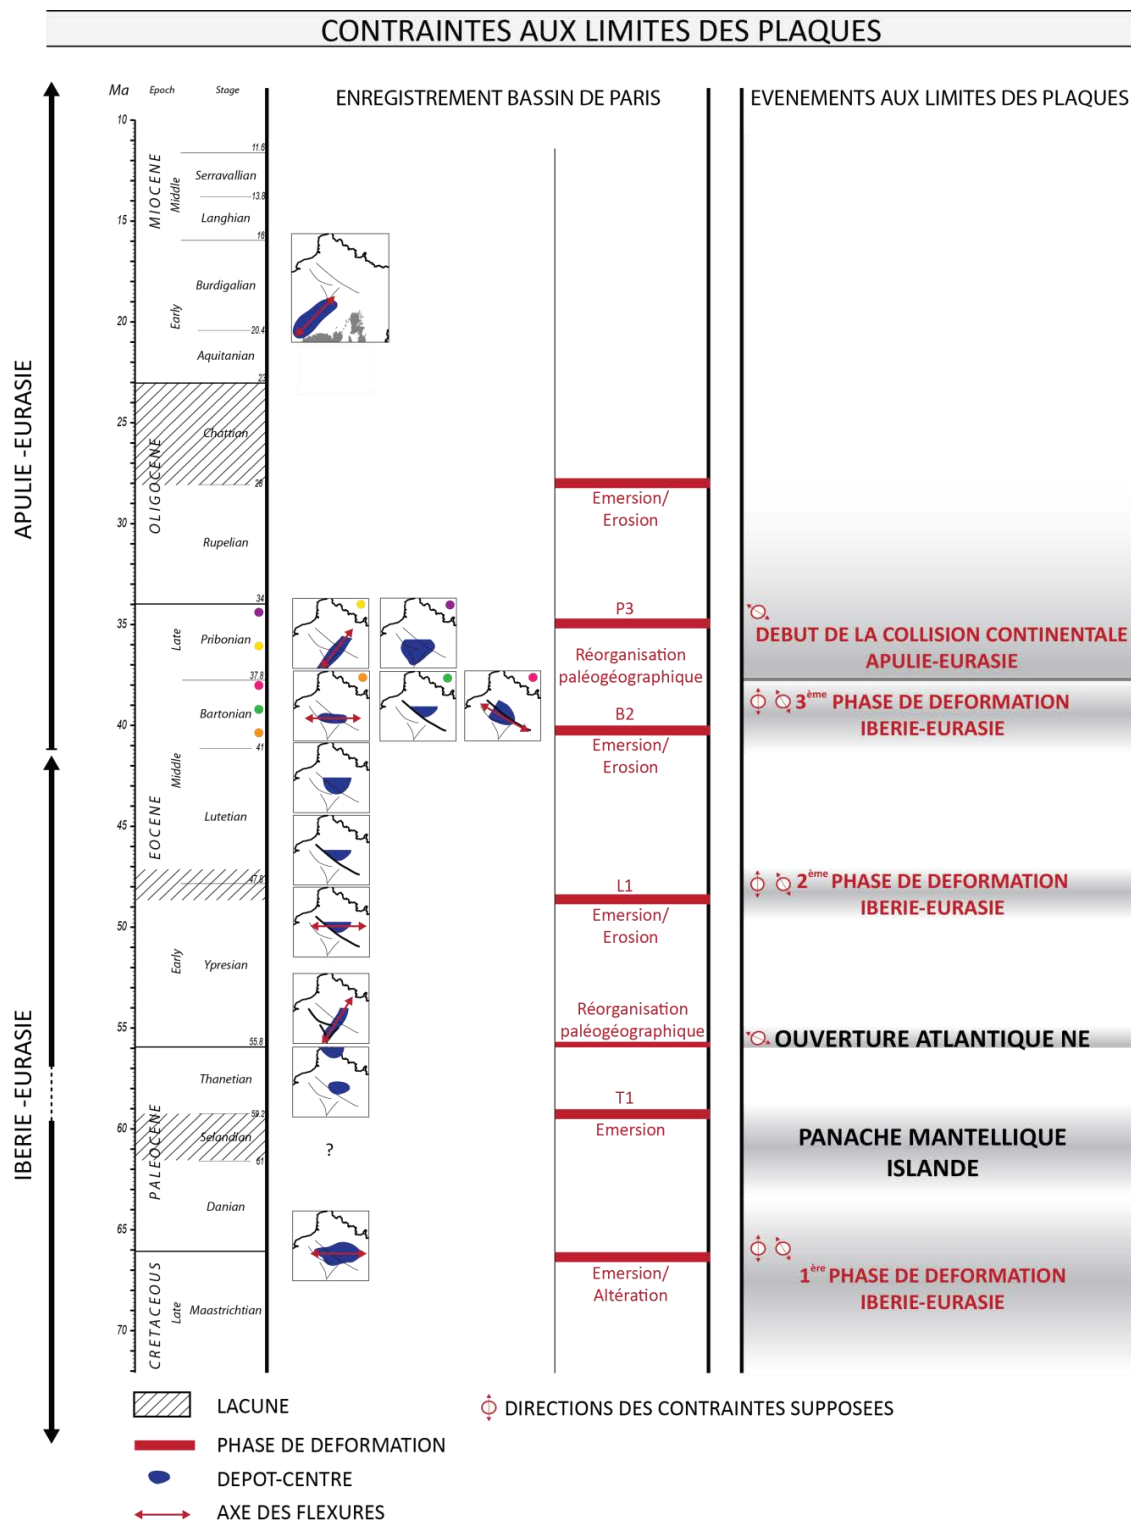 CONTRAINTES AUX LIMITES DES PLAQUES
Ma
Epoch
Stage
ENREGISTREMENT BASSIN DE PARIS
EVENEMENTS AUX LIMITES DES PLAQUES
APULIE -EURASIE
IBERIE -EURASIE
10
15
20
25
30
35
40
45
50
55
60
65
70
MIOCENE
Middle
Early
OLIGOCENE
EOCENE
Late
Middle
Early
PALEOCENE
CRETACEOUS
Late
11.6
Serravallian
13.8
Langhian
16
Burdigalian
20.4
Aquitanian
23
Chattian
28
Rupelian
34
Pribonian
37.8
Bartonian
41
Lutetian
47.8
Ypresian
55.8
Thanetian
59.2
Selandian
61
Danian
Maastrichtian
?
Emersion/
Erosion
P3
Réorganisation
paléogéographique
B2
Emersion/
Erosion
L1
Emersion/
Erosion
Réorganisation
paléogéographique
T1
Emersion
Emersion/
Altération
DEBUT DE LA COLLISION CONTINENTALE
APULIE-EURASIE
3ème PHASE DE DEFORMATION
IBERIE-EURASIE
2ème PHASE DE DEFORMATION
IBERIE-EURASIE
OUVERTURE ATLANTIQUE NE
PANACHE MANTELLIQUE
ISLANDE
1ère PHASE DE DEFORMATION
IBERIE-EURASIE
LACUNE
DIRECTIONS DES CONTRAINTES SUPPOSEES
PHASE DE DEFORMATION
DEPOT-CENTRE
AXE DES FLEXURES